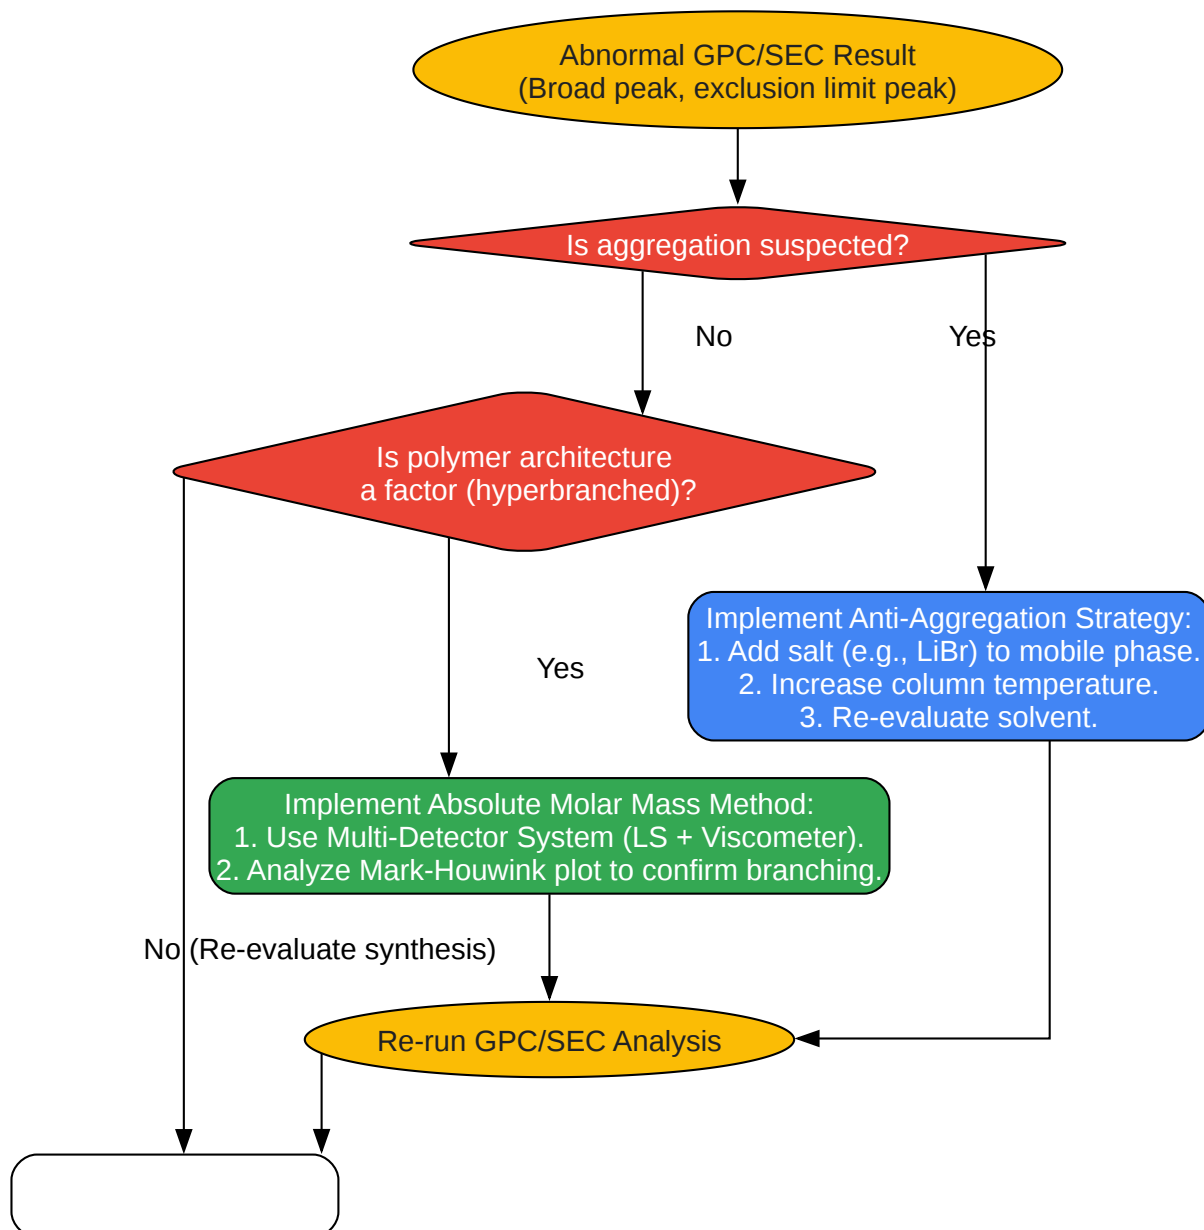 Abnormal GPC/SEC Result
(Broad peak, exclusion limit peak)
Is aggregation suspected?
No
Yes
Is polymer architecture
a factor (hyperbranched)?
Implement Anti-Aggregation Strategy:
1. Add salt (e.g., LiBr) to mobile phase.
2. Increase column temperature.
3. Re-evaluate solvent.
Yes
Implement Absolute Molar Mass Method:
1. Use Multi-Detector System (LS + Viscometer).
2. Analyze Mark-Houwink plot to confirm branching.
No (Re-evaluate synthesis)
Re-run GPC/SEC Analysis